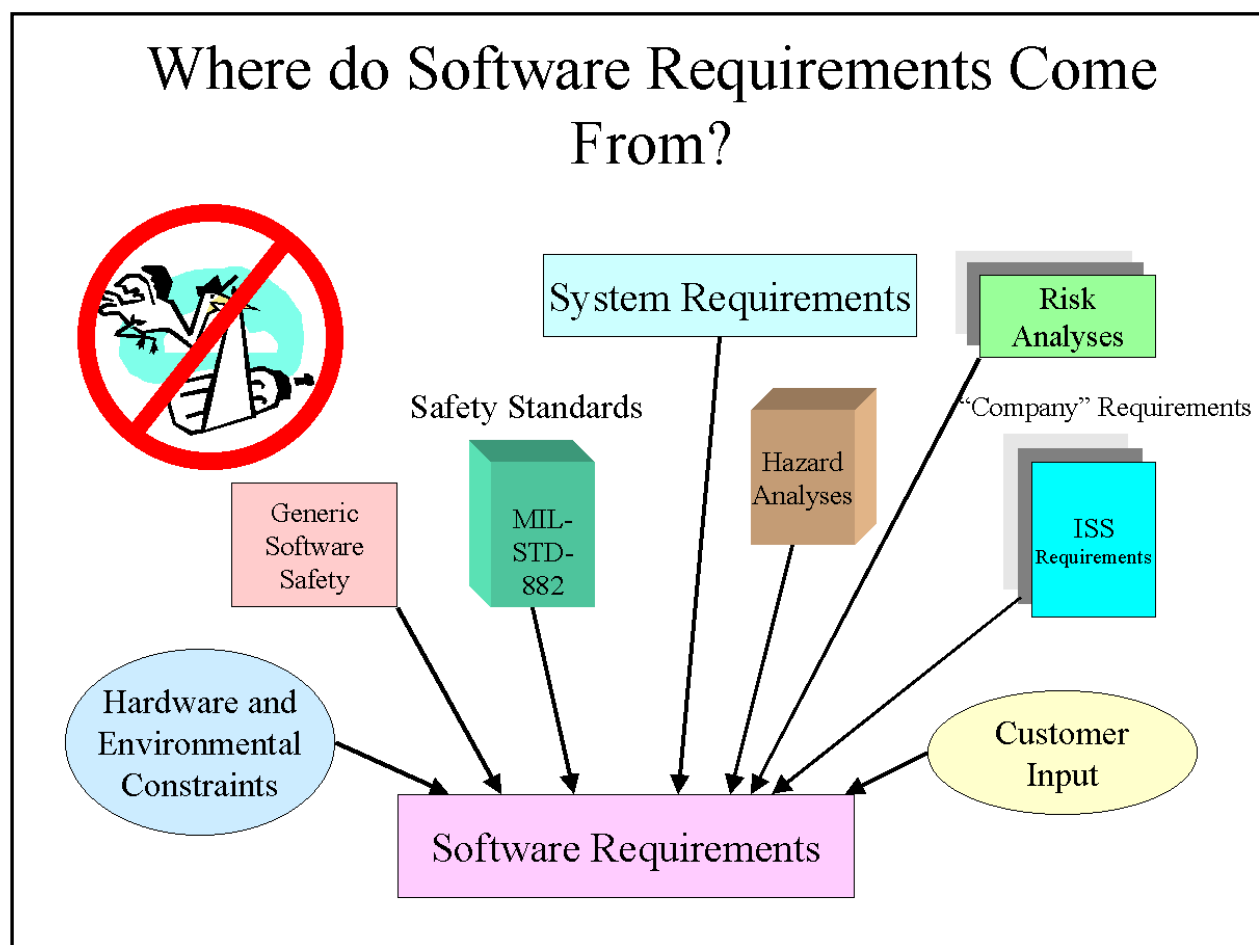 Where do Software Requirements Come
From?
System Requirements
Risk
Analyses
Safety Standards
“Company” Requirements
Generic
Software
Safety
MIL-
STD-
882
Hazard
Analyses
ISS
Requirements
Hardware and
Environmental
Constraints
Customer
Input
Software Requirements